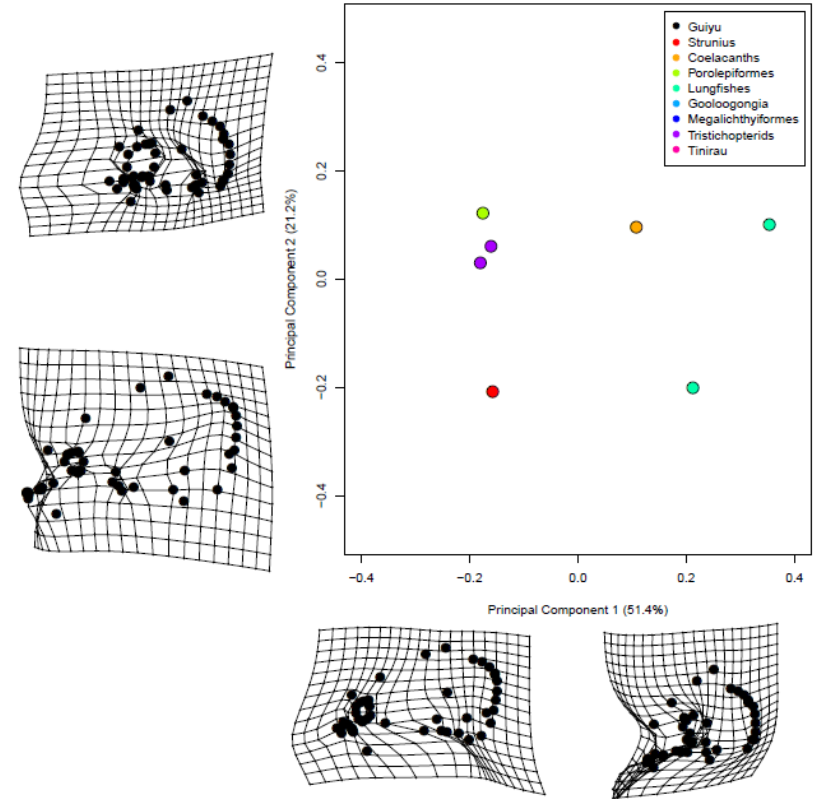 Guiyu
Strunius
Coelacanths
Porolepiformes
Lungfishes
Gooloogongia
Megalichthyiformes
Tristichopterids
Tinirau
0.4
0.2
0.0
−0.2
−0.4
Principal Component 2 (21.2%)
−0.4 −0.2 0.0 0.2 0.4
Principal Component 1 (51.4%)